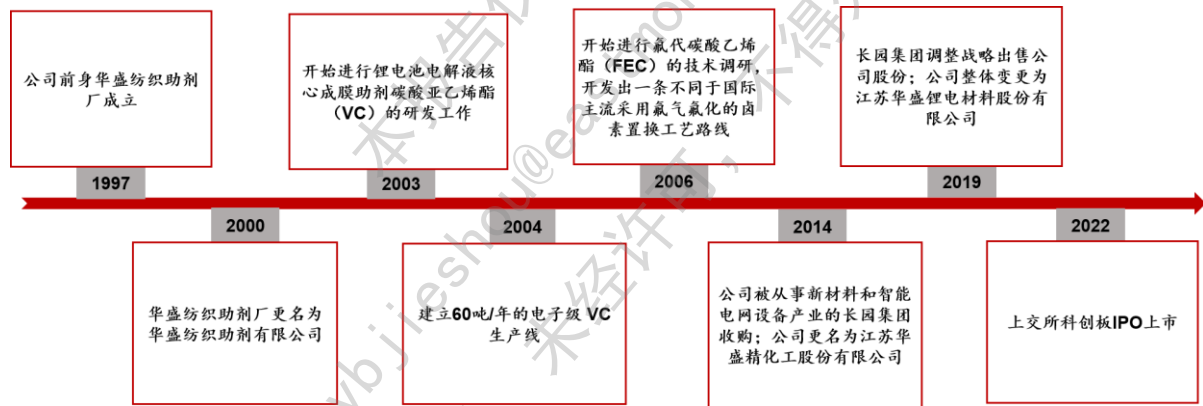 公司前身华盛纺织助剂
厂成立
1997
华盛纺织助剂厂更名为
华盛纺织助剂有限公司
2000
开始进行锂电池电解液核
心成膜助剂碳酸亚乙烯酯
（VC）的研发工作
2003
建立60吨/年的电子级 VC
生产线
2004
开始进行氟代碳酸乙烯
酯（FEC）的技术调研，
开发出一条不同于国际
主流采用氟气氟化的卤
素置换工艺路线
2006
公司被从事新材料和智能
电网设备产业的长园集团
收购；公司更名为江苏华
盛精化工股份有限公司
2014
长园集团调整战略出售公
司股份；公司整体变更为
江苏华盛锂电材料股份有
限公司
2019
上交所科创板IPO上市
2022
本报告仅
未经许可，不得